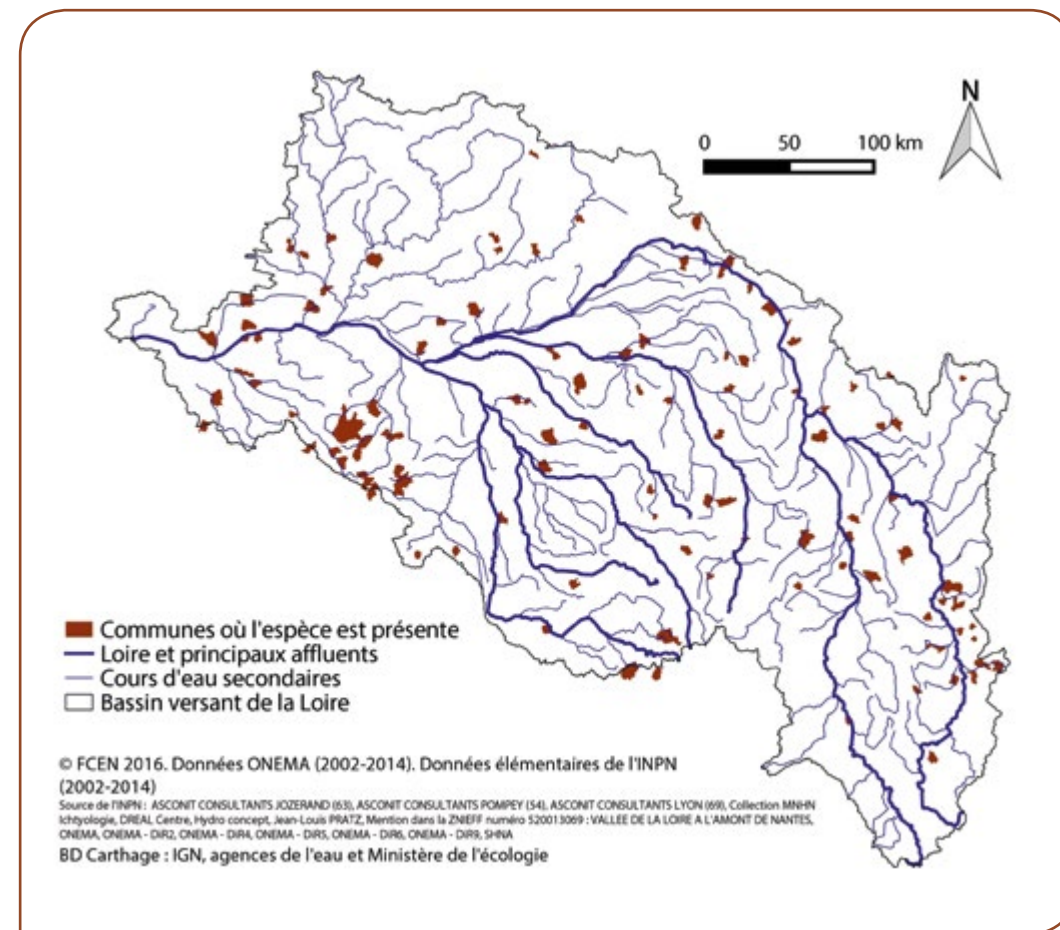 N
0 50 100 km
Communes où l'espèce est présente
Loire et principaux affluents
Cours d'eau secondaires
Bassin versant de la Loire
© FCEN 2016. Données ONEMA (2002-2014). Données élémentaires de l'INPN
(2002-2014)
Source de l'INPN : ASCONIT CONSULTANTS JOZERAND (63), ASCONIT CONSULTANTS POMPEY (54), ASCONIT CONSULTANTS LYON (69), Collection MNHN
Ichtyologie, DREAL Centre, Hydro concept, Jean-Louis PRATZ, Mention dans la ZNIEFF numéro 520013069 : VALLEE DE LA LOIRE A L'AMONT DE NANTES,
ONEMA, ONEMA - DIR2, ONEMA - DIR4, ONEMA - DIR5, ONEMA - DIR6, ONEMA - DIR9, SHNA
BD Carthage : IGN, agences de l'eau et Ministère de l'écologie